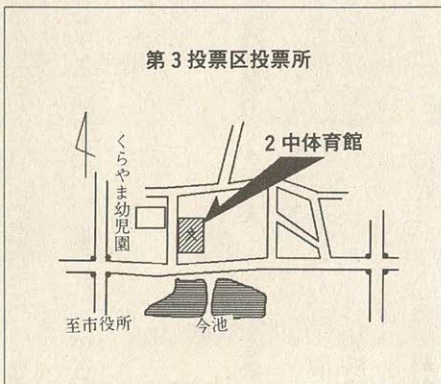 第3投票区投票所
2中体育館
くらやま幼児園
至市役所
今池